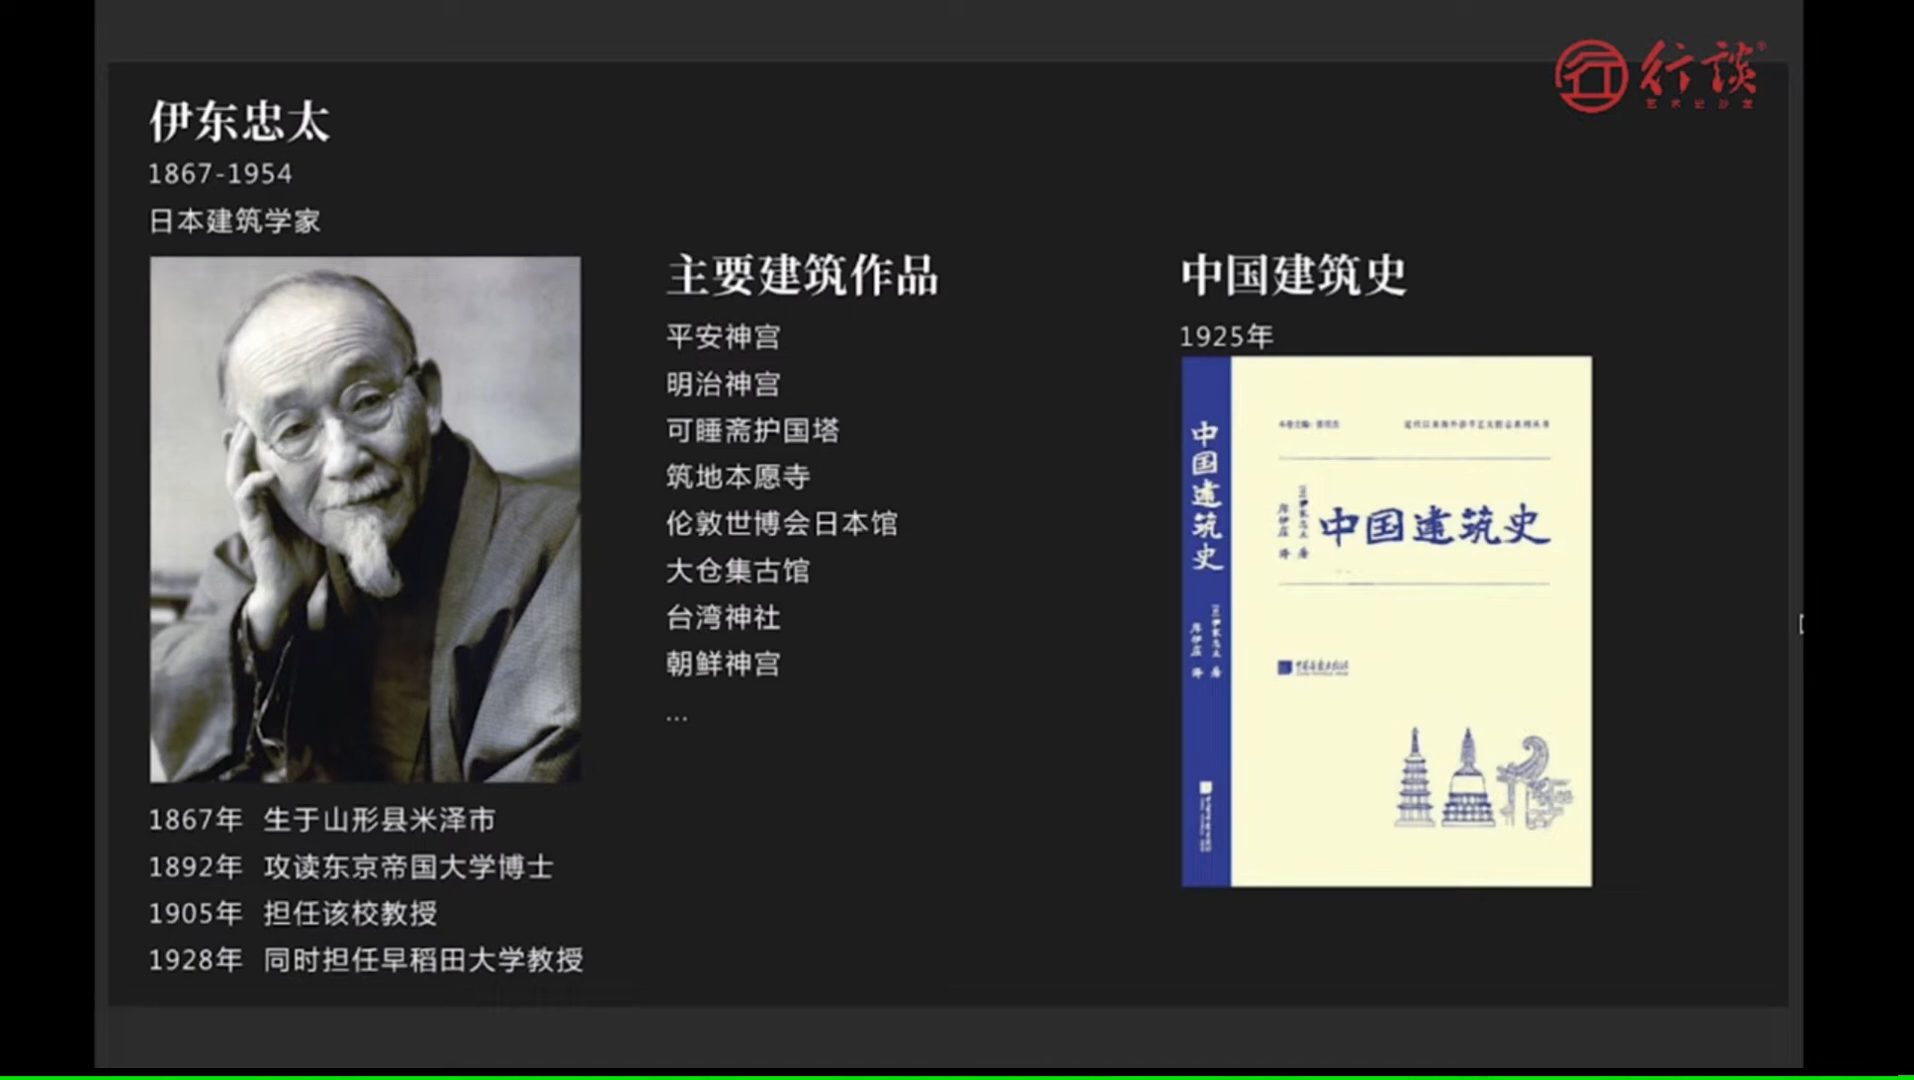 行談®
艺术史沙龙
伊东忠太
1867-1954
日本建筑学家
主要建筑作品
平安神宫
明治神宫
可睡斋护国塔
筑地本愿寺
伦敦世博会日本馆
大仓集古馆
台湾神社
朝鲜神宫
...
中国建筑史
1925年
中国建筑史
中国建筑史
1867年 生于山形县米泽市
1892年 攻读东京帝国大学博士
1905年 担任该校教授
1928年 同时担任早稻田大学教授